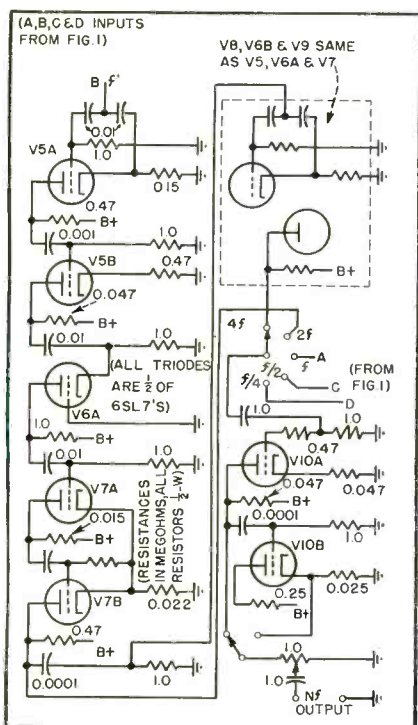 (A,B,C & D INPUTS
FROM FIG.1)
B f
0.01
1.0
V5A
0.15
0.47
B+
0.001
1.0
V5B
0.47
0.047
B+
0.01
1.0
(ALL TRIODES
ARE ½ OF
6SL7'S)
V6A
1.0
B+
0.01
1.0
V7A
0.015
B+
(RESISTANCES
IN MEGOHMS, ALL
RESISTORS ½-W)
V7B
0.022
0.47
B+
0.0001
1.0
V8, V6B & V9 SAME
AS V5, V6A & V7
B+
4f
2f
f
A
f/2
(FROM
FIG.1)
f/4
C
D
1.0
1.0
0.47
V10A
0.047
B+
0.047
0.0001
1.0
V10B
0.25
0.025
B+
1.0
1.0
Nf
OUTPUT